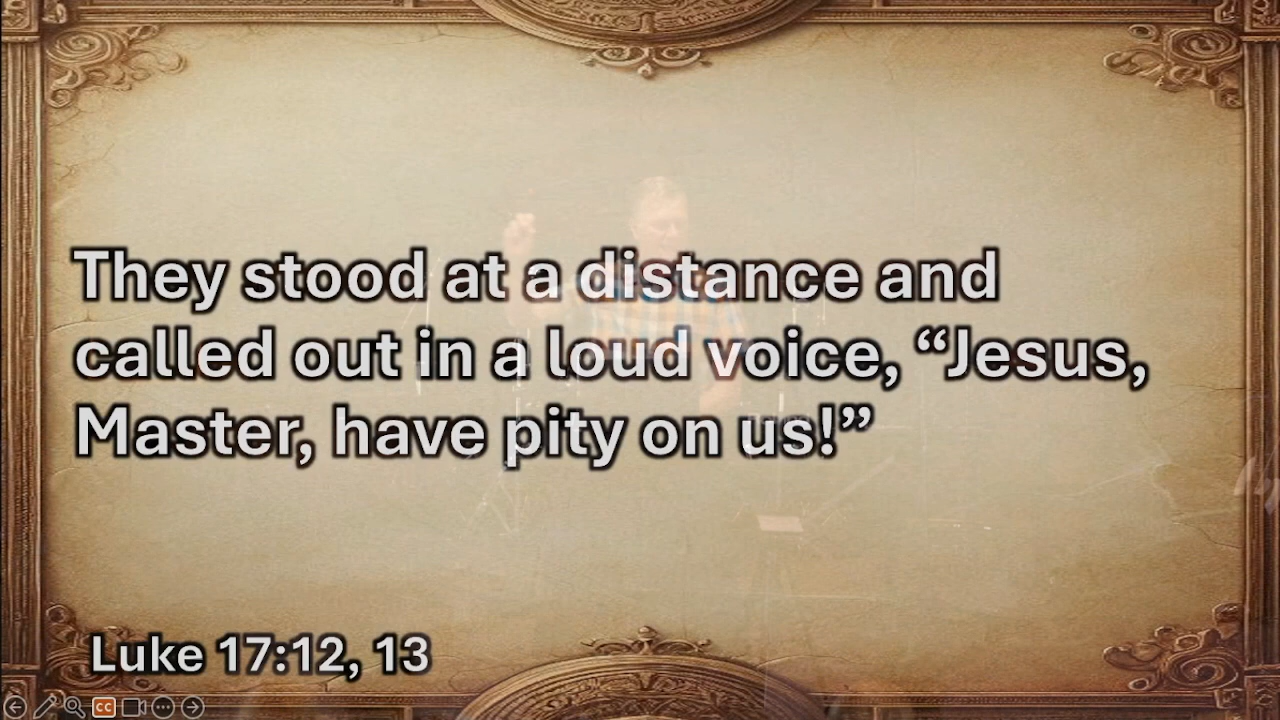 They stood at a distance and
called out in a loud voice, “Jesus,
Master, have pity on us!”
Luke 17:12, 13
CC